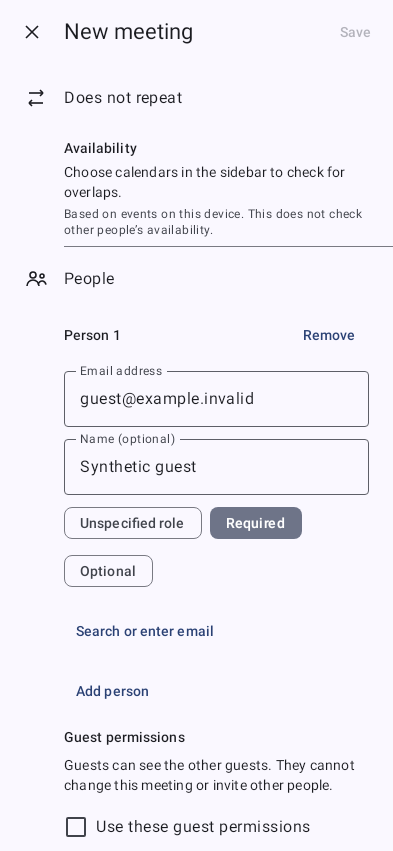 New meeting
Save
Does not repeat
Availability
Choose calendars in the sidebar to check for
overlaps.
Based on events on this device. This does not check
other people’s availability.
People
Person 1
Remove
Email address
guest@example.invalid
Name (optional)
Synthetic guest
Unspecified role
Required
Optional
Search or enter email
Add person
Guest permissions
Guests can see the other guests. They cannot
change this meeting or invite other people.
Use these guest permissions